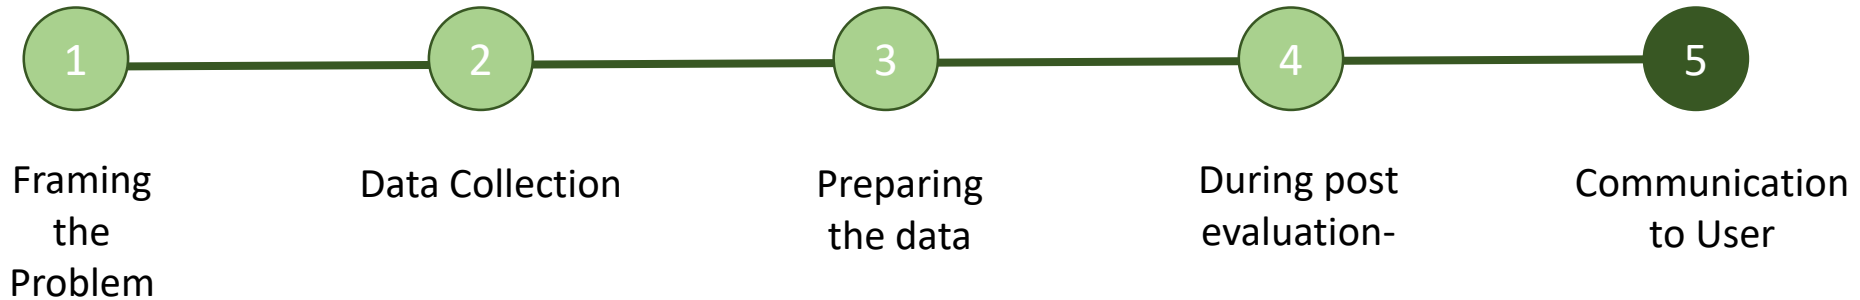 1
2
3
4
5
Framing
the
Problem
Data Collection
Preparing
the data
During post
evaluation-
Communication
to User